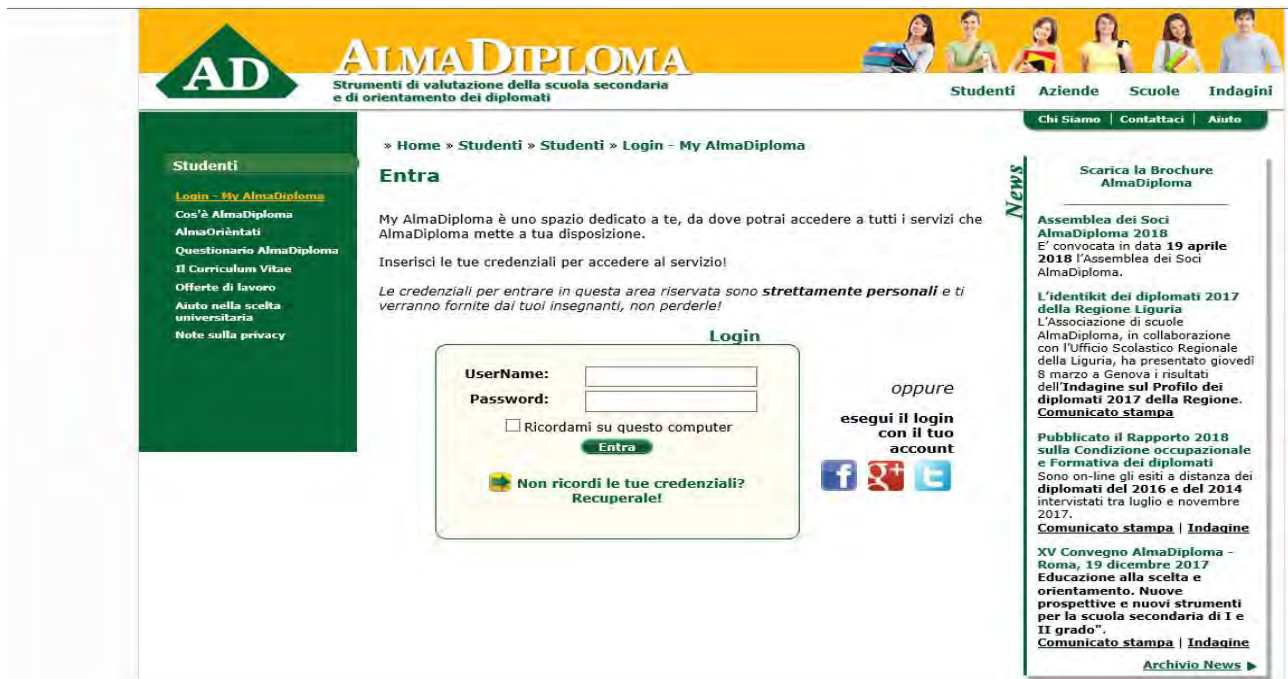 AD
ALMADIPLOMA
Strumenti di valutazione della scuola secondaria
e di orientamento dei diplomati
Studenti Aziende Scuole Indagini
Chi Siamo | Contattaci | Aiuto
Studenti
Login - My AlmaDiploma
Cos'è AlmaDiploma
AlmaOrièntati
Questionario AlmaDiploma
Il Curriculum Vitae
Offerte di lavoro
Aiuto nella scelta
universitaria
Note sulla privacy
» Home » Studenti » Studenti » Login - My AlmaDiploma
Entra
My AlmaDiploma è uno spazio dedicato a te, da dove potrai accedere a tutti i servizi che
AlmaDiploma mette a tua disposizione.
Inserisci le tue credenziali per accedere al servizio!
Le credenziali per entrare in questa area riservata sono strettamente personali e ti
verranno fornite dai tuoi insegnanti, non perderle!
Login
UserName:
Password:
Ricordami su questo computer
Entra
Non ricordi le tue credenziali?
Recuperale!
oppure
esegui il login
con il tuo
account
f g+ t
News
Scarica la Brochure
AlmaDiploma
Assemblea dei Soci
AlmaDiploma 2018
E' convocata in data 19 aprile
2018 l'Assemblea dei Soci
AlmaDiploma.
L'identikit dei diplomati 2017
della Regione Liguria
L'Associazione di scuole
AlmaDiploma, in collaborazione
con l'Ufficio Scolastico Regionale
della Liguria, ha presentato giovedì
8 marzo a Genova i risultati
dell'Indagine sul Profilo dei
diplomati 2017 della Regione.
Comunicato stampa
Pubblicato il Rapporto 2018
sulla Condizione occupazionale
e Formativa dei diplomati
Sono on-line gli esiti a distanza dei
diplomati del 2016 e del 2014
intervistati tra luglio e novembre
2017.
Comunicato stampa | Indagine
XV Convegno AlmaDiploma -
Roma, 19 dicembre 2017
Educazione alla scelta e
orientamento. Nuove
prospettive e nuovi strumenti
per la scuola secondaria di I e
II grado".
Comunicato stampa | Indagine
Archivio News